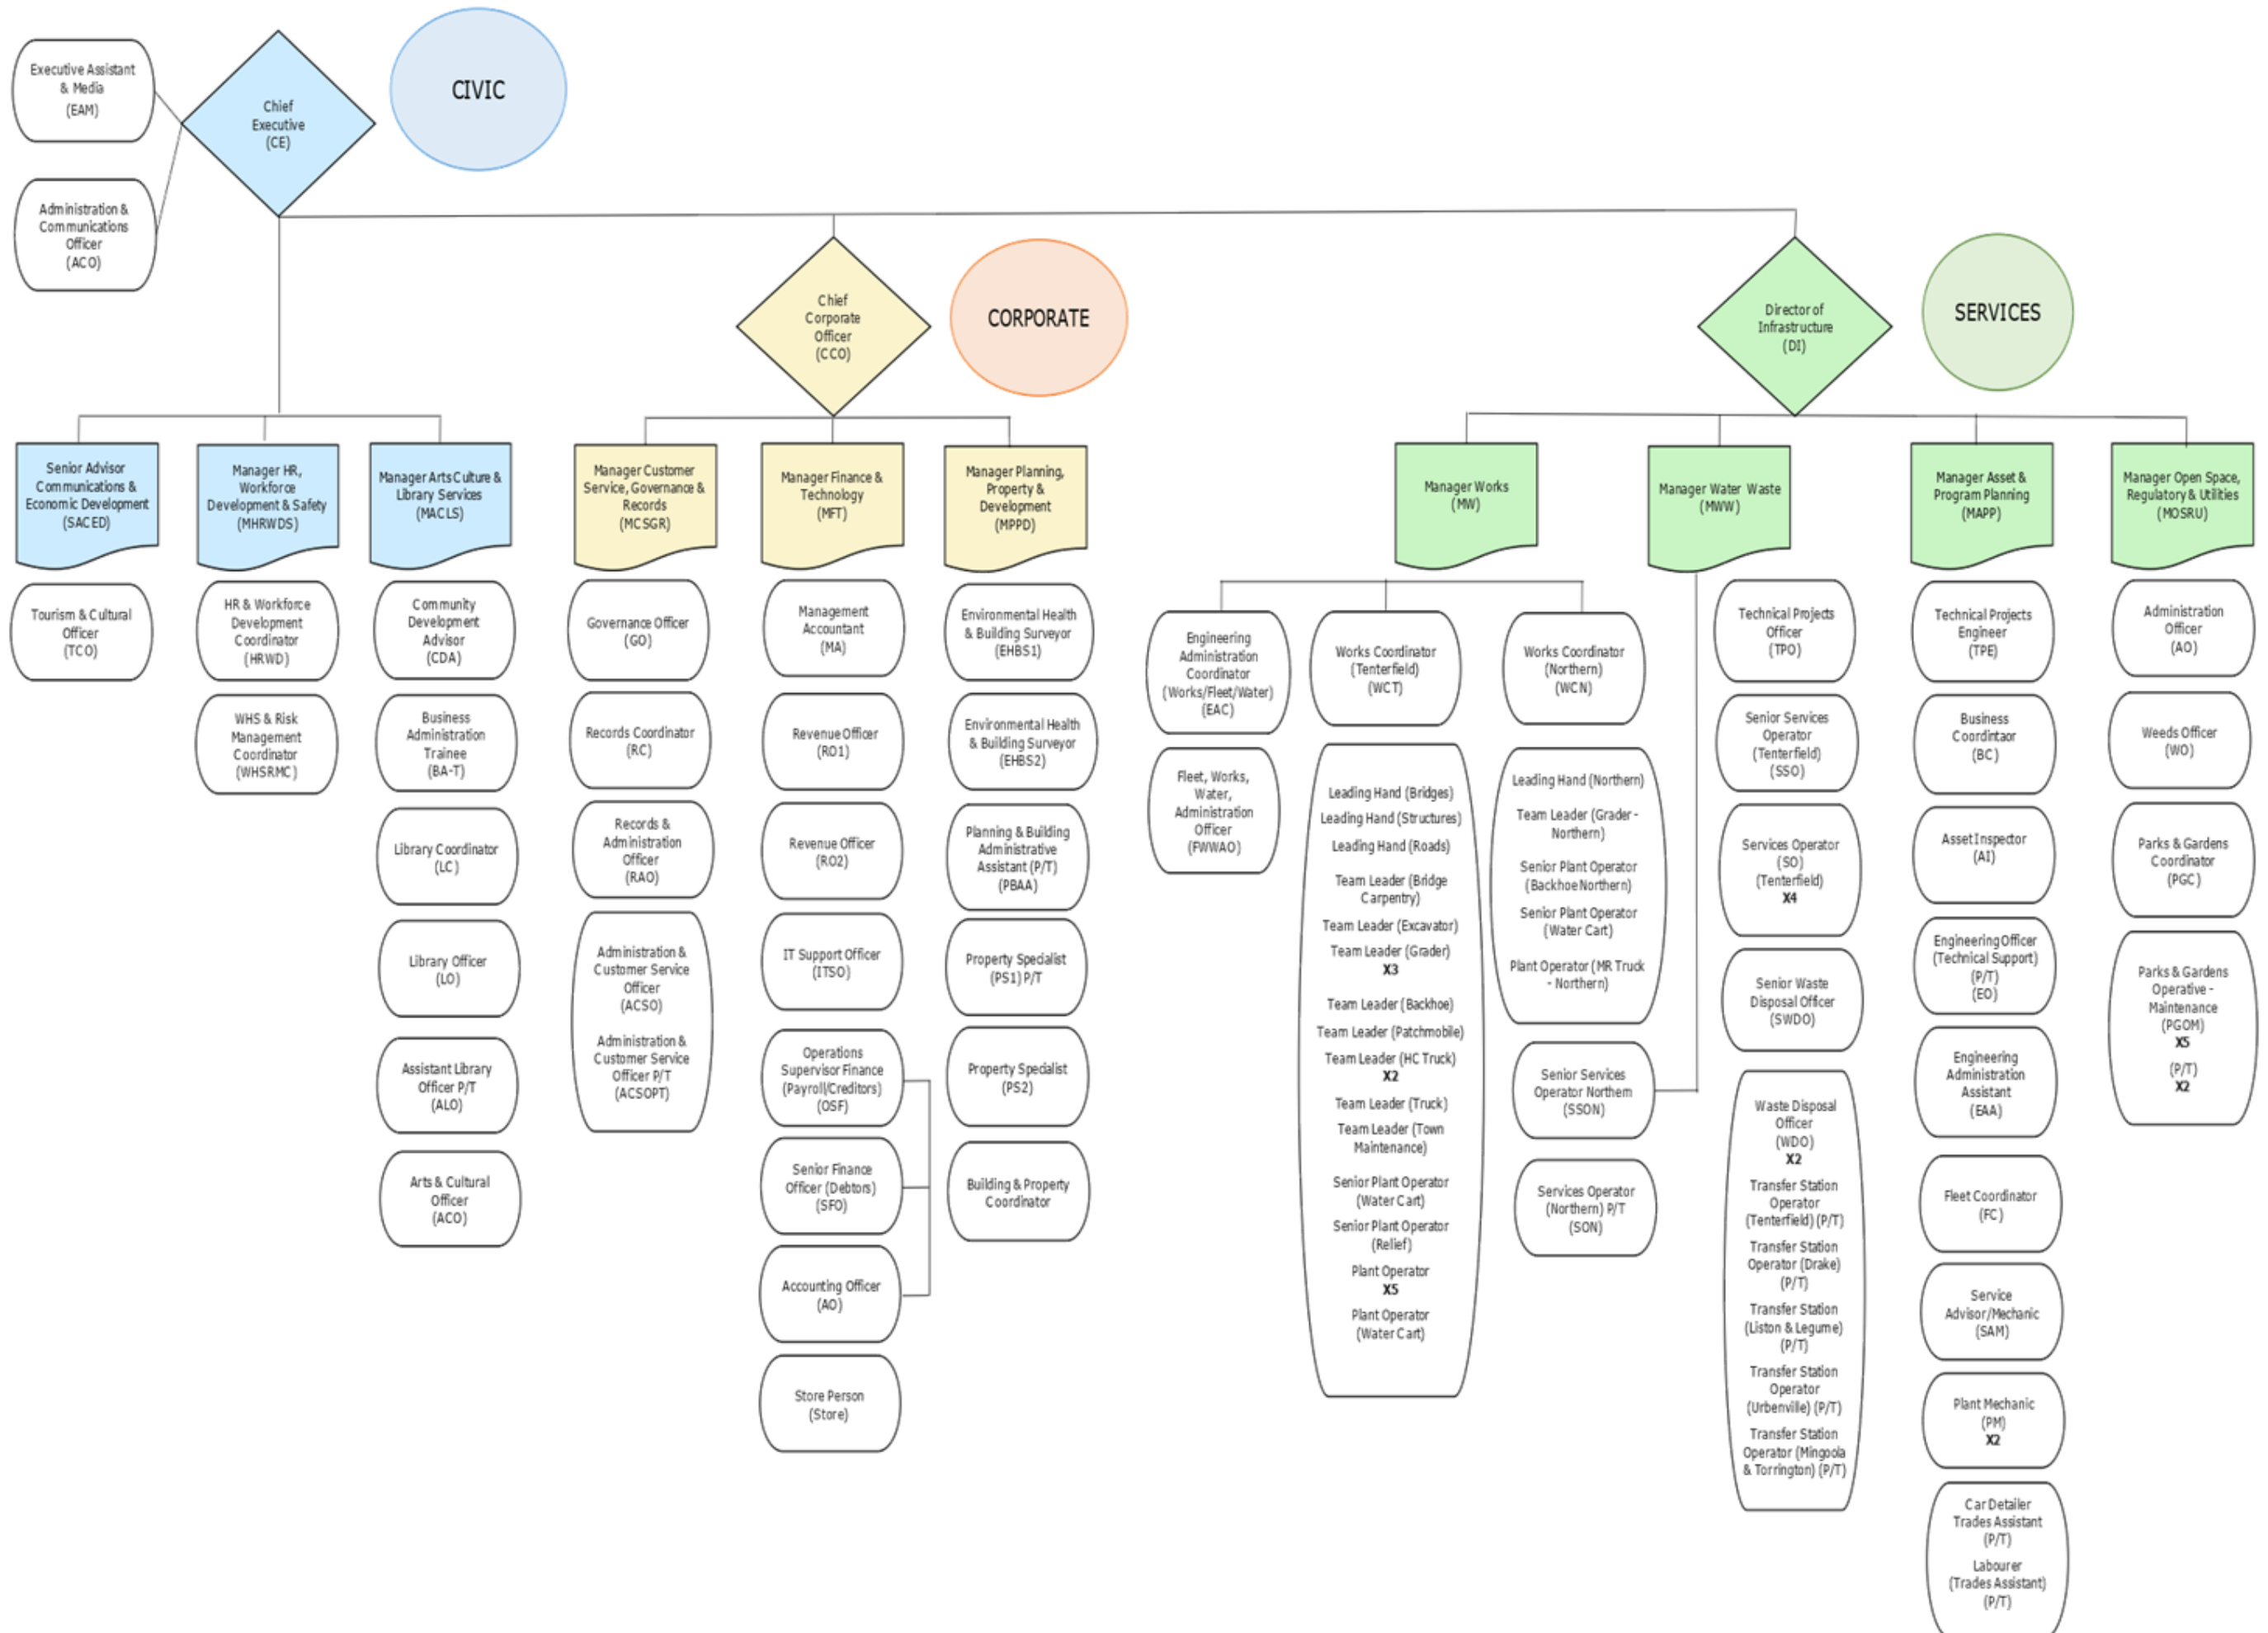 Executive Assistant
& Media
(EAM)
Chief
Executive
(CE)
CIVIC
Administration &
Communications
Officer
(ACO)
Chief
Corporate
Officer
(CCO)
CORPORATE
Director of
Infrastructure
(DI)
SERVICES
Senior Advisor
Communications &
Economic Development
(SACED)
Tourism & Cultural
Officer
(TCO)
Manager HR,
Workforce
Development & Safety
(MHRWDS)
HR & Workforce
Development
Coordinator
(HRWD)
WHS & Risk
Management
Coordinator
(WHSRMC)
Manager Arts Culture &
Library Services
(MACLS)
Community
Development
Advisor
(CDA)
Business
Administration
Trainee
(BA-T)
Library Coordinator
(LC)
Library Officer
(LO)
Assistant Library
Officer P/T
(ALO)
Arts & Cultural
Officer
(ACO)
Manager Customer
Service, Governance &
Records
(MCSGR)
Governance Officer
(GO)
Records Coordinator
(RC)
Records &
Administration
Officer
(RAO)
Administration &
Customer Service
Officer
(ACSO)
Administration &
Customer Service
Officer P/T
(ACSOPT)
Manager Finance &
Technology
(MFT)
Management
Accountant
(MA)
Revenue Officer
(RO1)
Revenue Officer
(RO2)
IT Support Officer
(ITSO)
Operations
Supervisor Finance
(Payroll/Creditors)
(OSF)
Senior Finance
Officer (Debtors)
(SFO)
Accounting Officer
(AO)
Store Person
(Store)
Manager Planning,
Property &
Development
(MPPD)
Environmental Health
& Building Surveyor
(EHBS1)
Environmental Health
& Building Surveyor
(EHBS2)
Planning & Building
Administrative
Assistant (P/T)
(PBAA)
Property Specialist
(PS1) P/T
Property Specialist
(PS2)
Building & Property
Coordinator
Manager Works
(MW)
Engineering
Administration
Coordinator
(Works/Fleet/Water)
(EAC)
Fleet, Works,
Water,
Administration
Officer
(FWWAO)
Works Coordinator
(Tenterfield)
(WCT)
Leading Hand (Bridges)
Leading Hand (Structures)
Leading Hand (Roads)
Team Leader (Bridge
Carpentry)
Team Leader (Excavator)
Team Leader (Grader)
X3
Team Leader (Backhoe)
Team Leader (Patchmobile)
Team Leader (HC Truck)
X2
Team Leader (Truck)
Team Leader (Town
Maintenance)
Senior Plant Operator
(Water Cart)
Senior Plant Operator
(Relief)
Plant Operator
X5
Plant Operator
(Water Cart)
Works Coordinator
(Northern)
(WCN)
Leading Hand (Northern)
Team Leader (Grader -
Northern)
Senior Plant Operator
(Backhoe Northern)
Senior Plant Operator
(Water Cart)
Plant Operator (MR Truck
- Northern)
Senior Services
Operator Northern
(SSON)
Services Operator
(Northern) P/T
(SON)
Manager Water Waste
(MWW)
Technical Projects
Officer
(TPO)
Senior Services
Operator
(Tenterfield)
(SSO)
Services Operator
(SO)
(Tenterfield)
X4
Senior Waste
Disposal Officer
(SWDO)
Waste Disposal
Officer
(WDO)
X2
Transfer Station
Operator
(Tenterfield) (P/T)
Transfer Station
Operator (Drake)
(P/T)
Transfer Station
(Liston & Legume)
(P/T)
Transfer Station
Operator
(Urbenville) (P/T)
Transfer Station
Operator (Mingoola
& Torrington) (P/T)
Manager Asset &
Program Planning
(MAPP)
Technical Projects
Engineer
(TPE)
Business
Coordintaor
(BC)
Asset Inspector
(AI)
Engineering Officer
(Technical Support)
(P/T)
(EO)
Engineering
Administration
Assistant
(EAA)
Fleet Coordinator
(FC)
Service
Advisor/Mechanic
(SAM)
Plant Mechanic
(PM)
X2
Car Detailer
Trades Assistant
(P/T)
Labourer
(Trades Assistant)
(P/T)
Manager Open Space,
Regulatory & Utilities
(MOSRU)
Administration
Officer
(AO)
Weeds Officer
(WO)
Parks & Gardens
Coordinator
(PGC)
Parks & Gardens
Operative -
Maintenance
(PGOM)
X5
(P/T)
X2